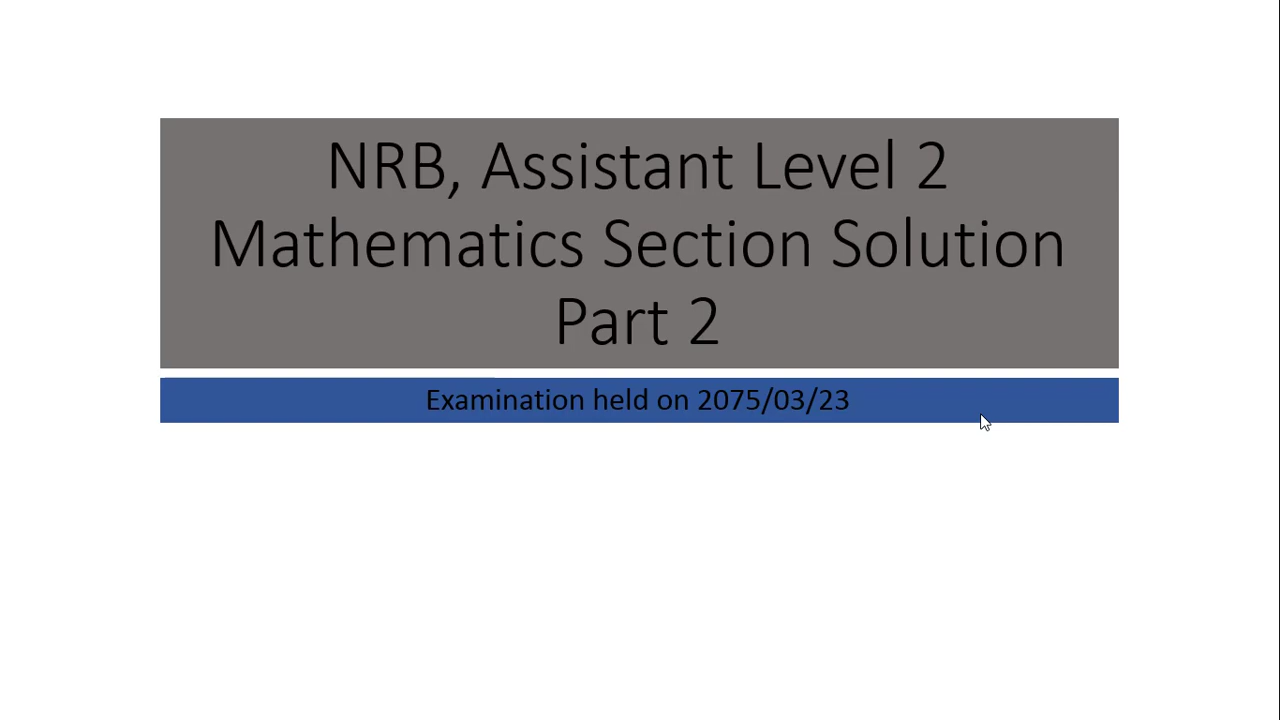 NRB, Assistant Level 2
Mathematics Section Solution
Part 2
Examination held on 2075/03/23